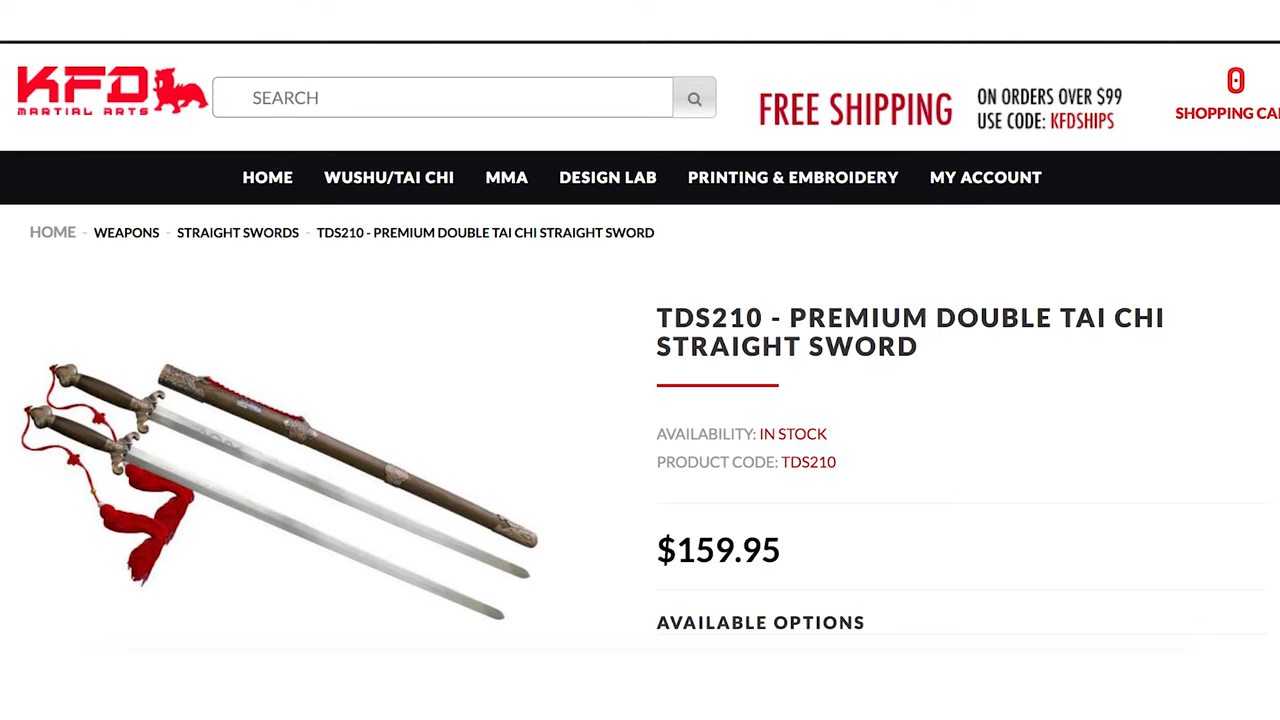 KFD
MARTIAL ARTS
SEARCH
FREE SHIPPING
ON ORDERS OVER $99
USE CODE: KFDSHIPS
0
SHOPPING CA
HOME WUSHU/TAI CHI MMA DESIGN LAB PRINTING & EMBROIDERY MY ACCOUNT
HOME - WEAPONS - STRAIGHT SWORDS - TDS210 - PREMIUM DOUBLE TAI CHI STRAIGHT SWORD
TDS210 - PREMIUM DOUBLE TAI CHI
STRAIGHT SWORD
AVAILABILITY: IN STOCK
PRODUCT CODE: TDS210
$159.95
AVAILABLE OPTIONS